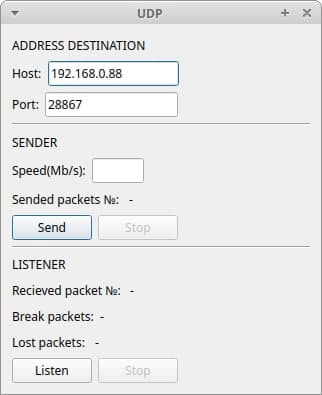 UDP
ADDRESS DESTINATION
Host: 192.168.0.88
Port: 28867
SENDER
Speed(Mb/s):
Sended packets №: -
Send Stop
LISTENER
Recieved packet №: -
Break packets: -
Lost packets: -
Listen Stop